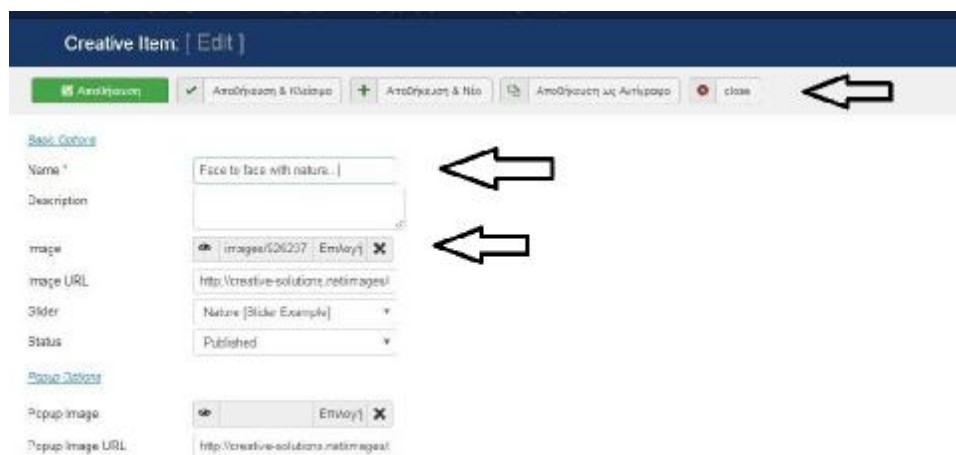 Creative Item: [ Edit ]
Αποθήκευση Αποθήκευση & Κλείσιμο Αποθήκευση & Νέο Αποθήκευση ως Αντίγραφο close
Basic Options
Name * Face to face with nature...
Description
Image images/526237 Επιλογή
Image URL http://creative-solutions.net/images/
Slider Nature [Slider Example]
Status Published
Popup Options
Popup Image Επιλογή
Popup Image URL http://creative-solutions.net/images/